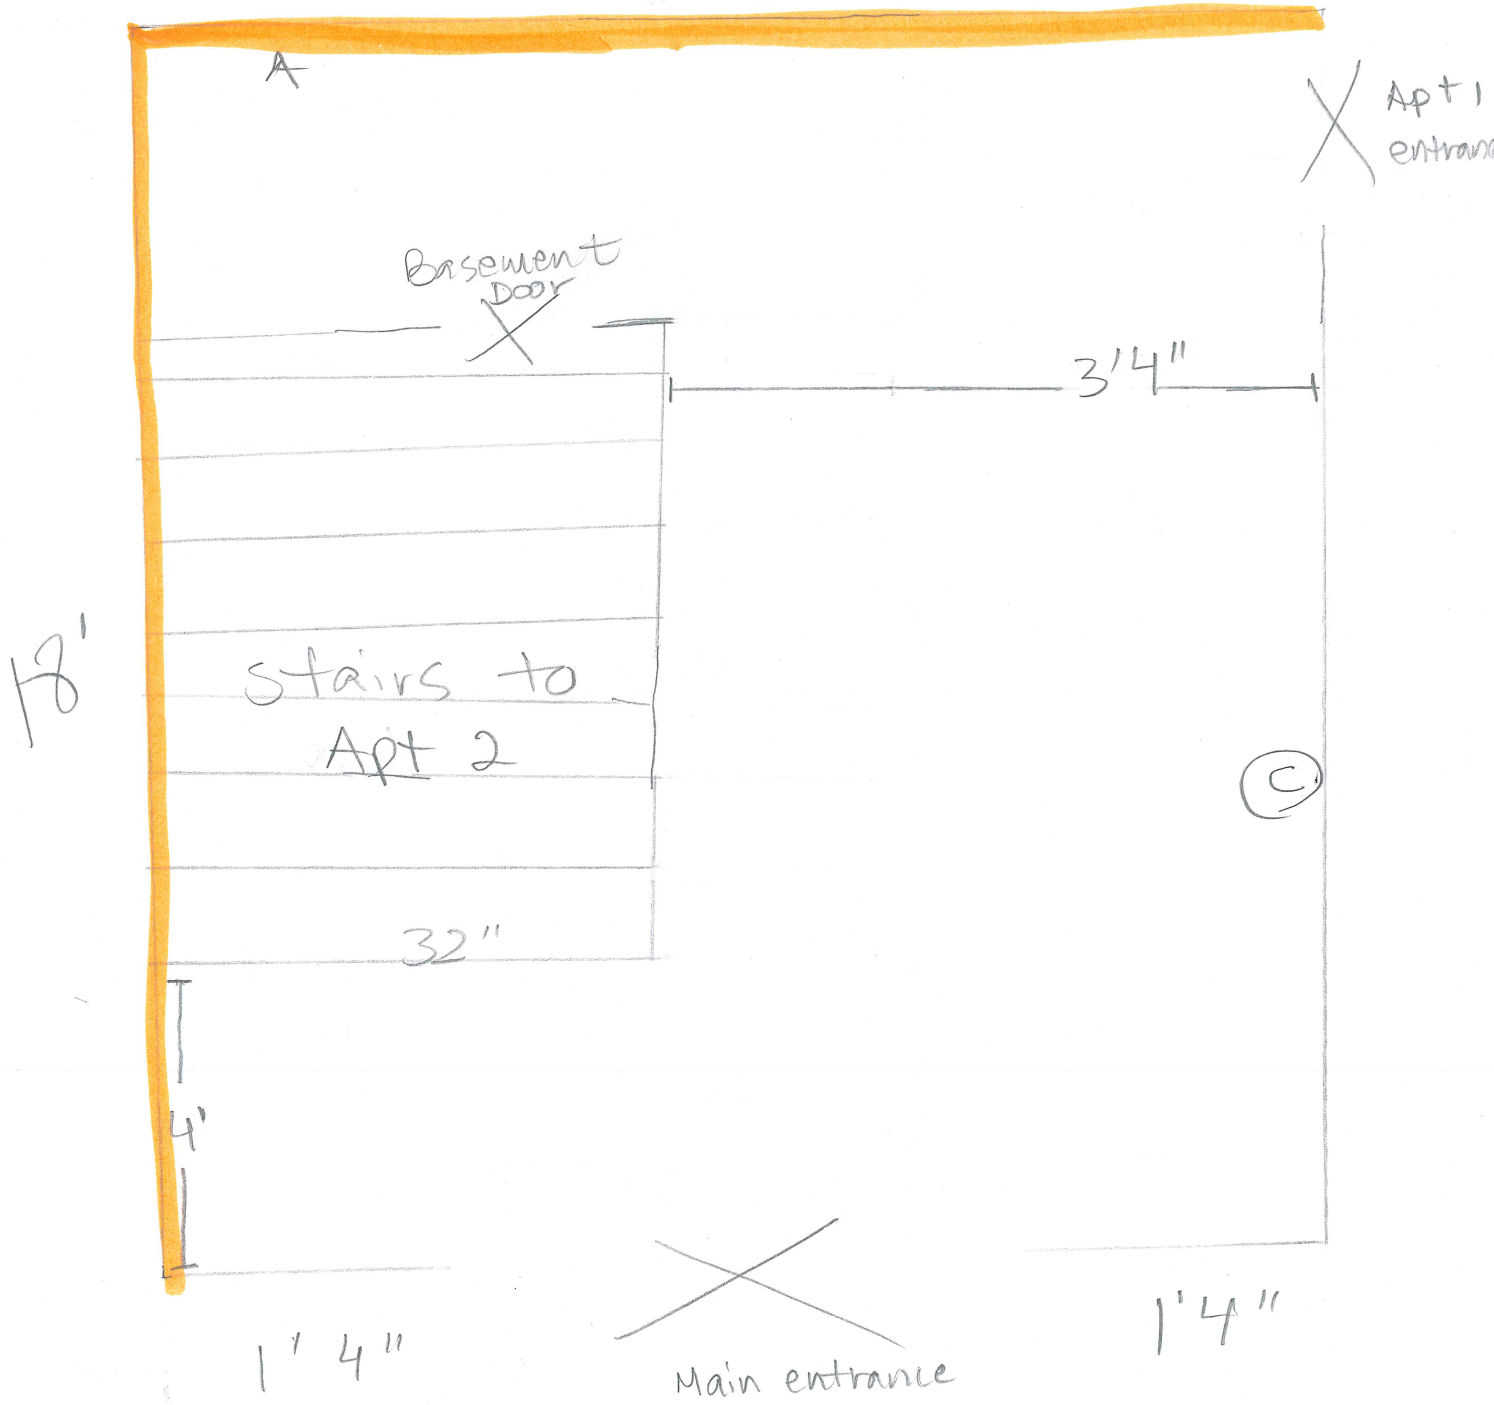 A
Apt 1
Basement
Door
3'4"
18'
stairs to
Apt 2
C
32"
4'
1'4"
1'4"
Main entrance